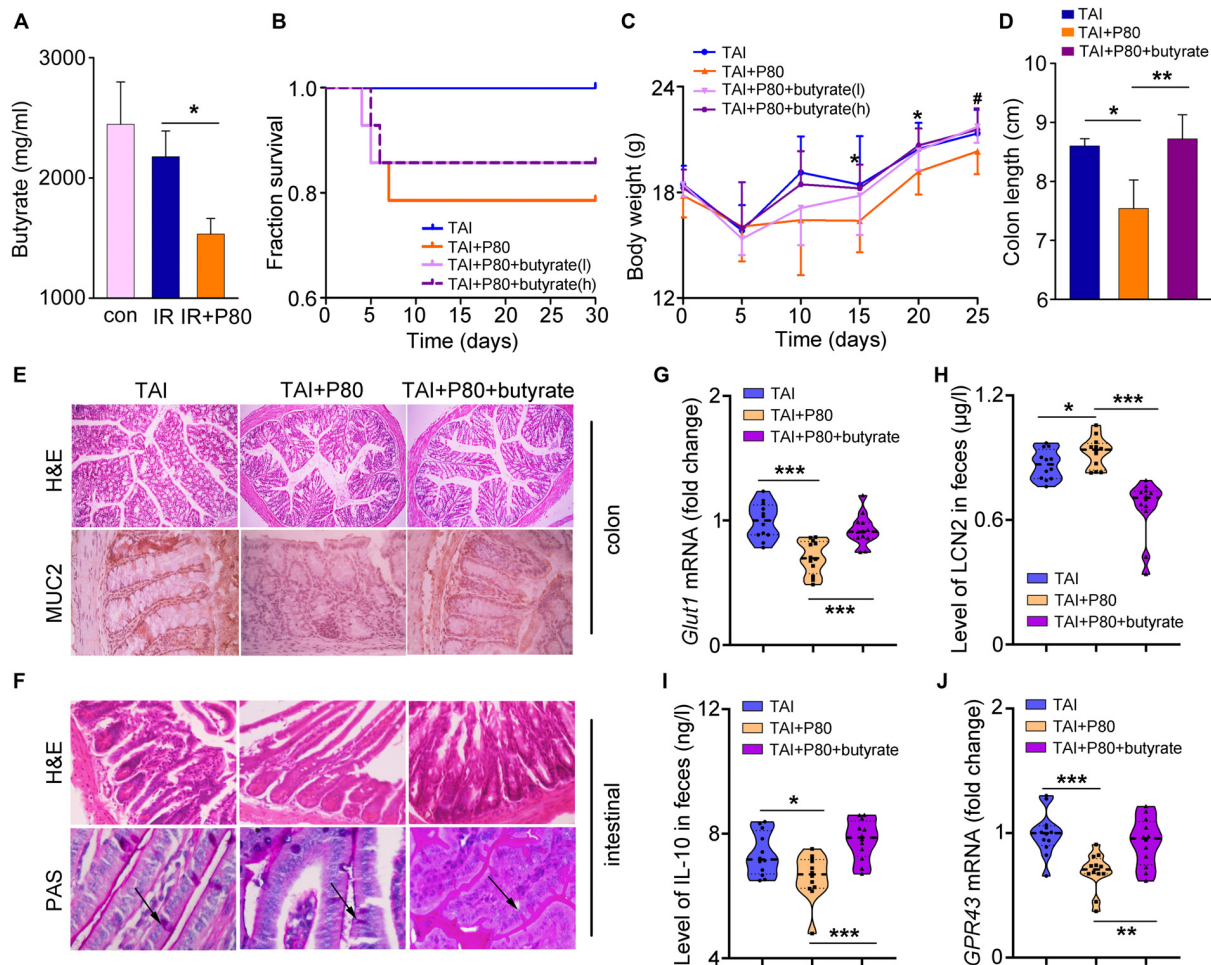 A
Butyrate (mg/ml)
3000
2000
1000
*
con IR IR+P80
B
Fraction survival
1.0
0.8
0.6
TAI
TAI+P80
TAI+P80+butyrate(l)
TAI+P80+butyrate(h)
0 5 10 15 20 25 30
Time (days)
C
TAI
TAI+P80
TAI+P80+butyrate(l)
TAI+P80+butyrate(h)
Body weight (g)
24
18
12
* * #
0 5 10 15 20 25
Time (days)
D
TAI
TAI+P80
TAI+P80+butyrate
Colon length (cm)
9
8
7
6
* **
E
TAI TAI+P80 TAI+P80+butyrate
H&E
MUC2
colon
F
H&E
PAS
intestinal
G
TAI
TAI+P80
TAI+P80+butyrate
Glut1 mRNA (fold change)
2
1
0
***
***
H
Level of LCN2 in feces (μg/l)
1.2
0.6
0
* ***
TAI
TAI+P80
TAI+P80+butyrate
I
TAI
TAI+P80
TAI+P80+butyrate
Level of IL-10 in feces (ng/l)
12
8
4
*
***
J
TAI
TAI+P80
TAI+P80+butyrate
GPR43 mRNA (fold change)
2
1
0
***
**